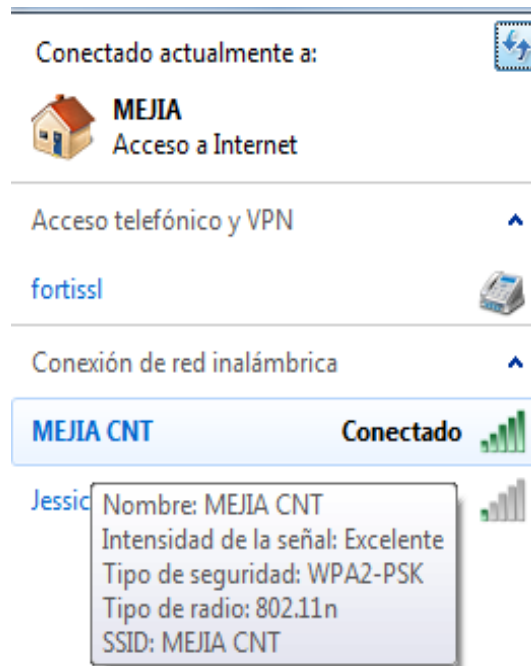 Conectado actualmente a:
MEJIA
Acceso a Internet
Acceso telefónico y VPN
fortissl
Conexión de red inalámbrica
MEJIA CNT Conectado
Jessic
Nombre: MEJIA CNT
Intensidad de la señal: Excelente
Tipo de seguridad: WPA2-PSK
Tipo de radio: 802.11n
SSID: MEJIA CNT